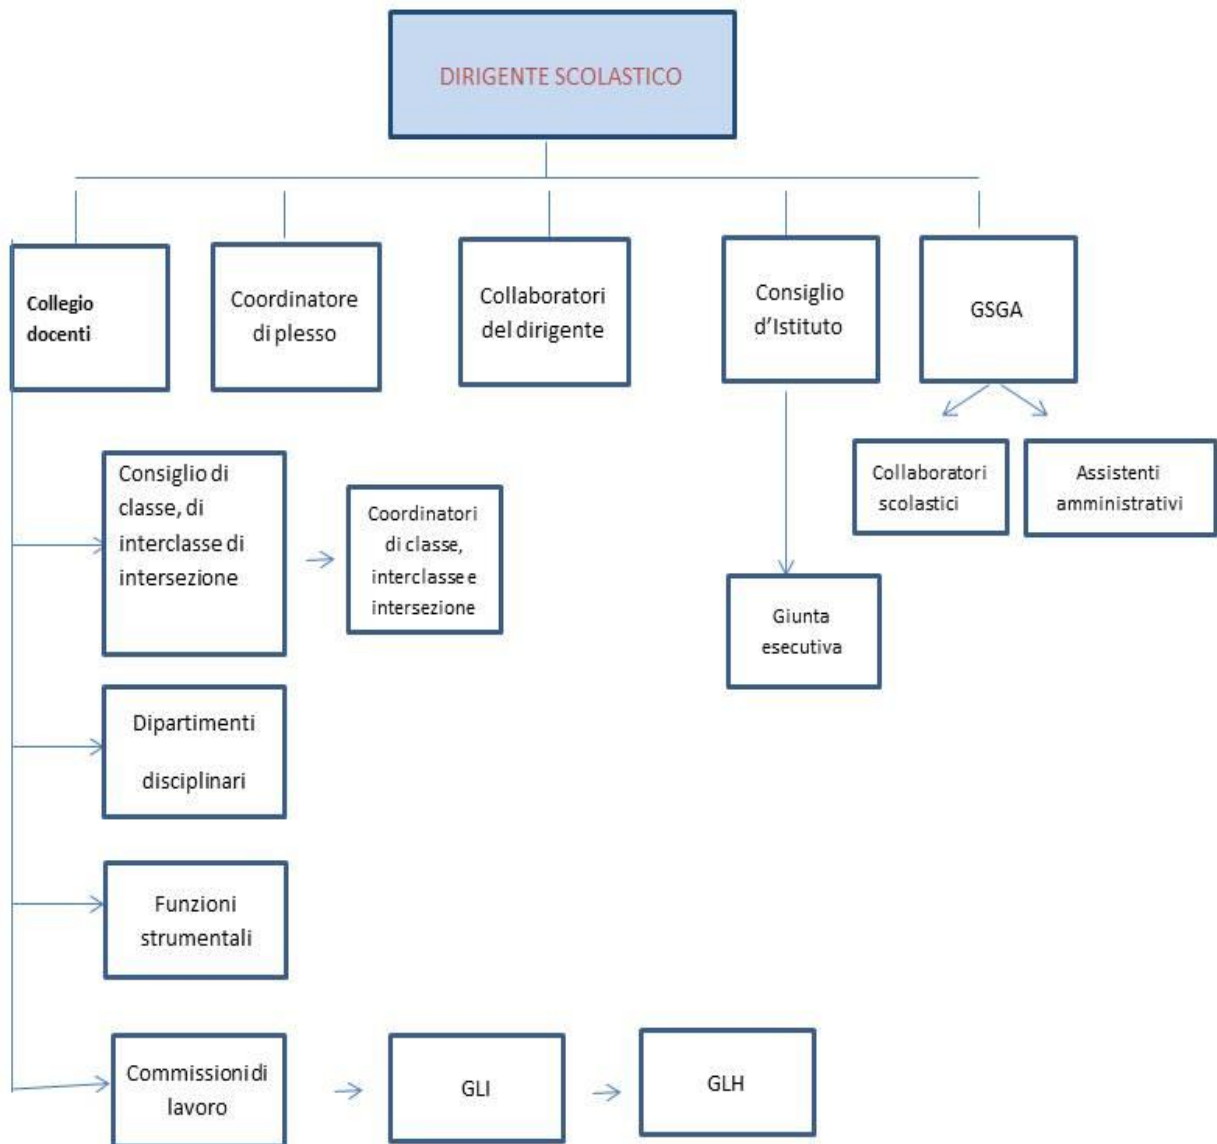 DIRIGENTE SCOLASTICO
Collegio
docenti
Coordinatore
di plesso
Collaboratori
del dirigente
Consiglio
d’Istituto
GSGA
Collaboratori
scolastici
Assistenti
amministrativi
Consiglio di
classe, di
interclasse di
intersezione
Coordinatori
di classe,
interclasse e
intersezione
Giunta
esecutiva
Dipartimenti
disciplinari
Funzioni
strumentali
Commissioni di
lavoro
GLI
GLH